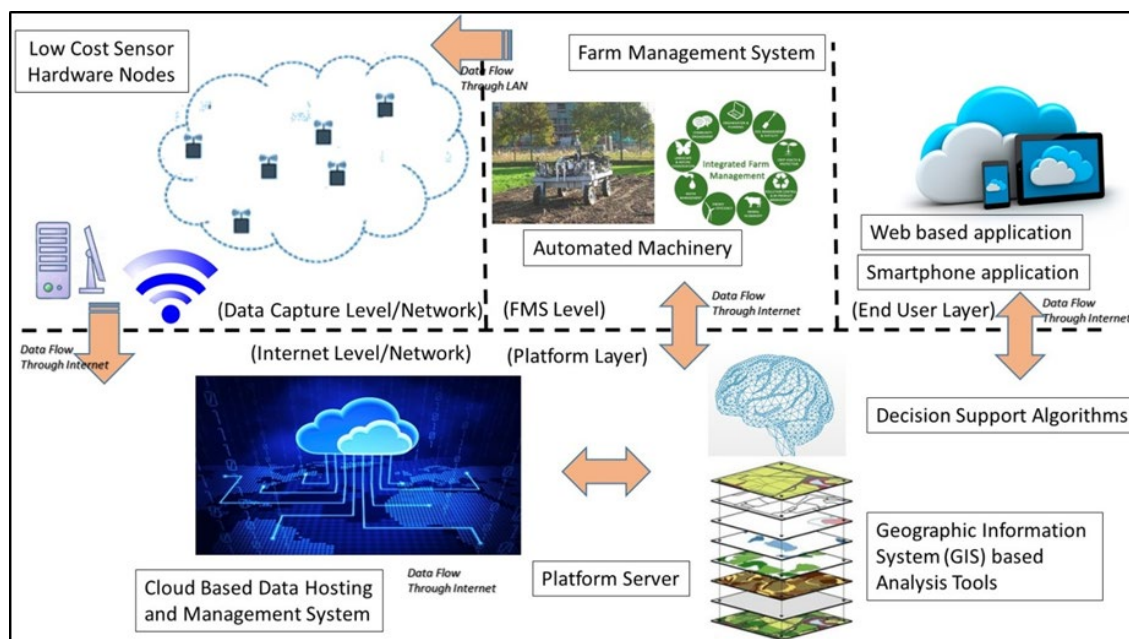 Low Cost Sensor
Hardware Nodes
Data Flow
Through LAN
Farm Management System
Integrated Farm
Management
Automated Machinery
Web based application
Smartphone application
(Data Capture Level/Network)
(FMS Level)
Data Flow
Through Internet
(End User Layer)
Data Flow
Through Internet
Data Flow
Through Internet
(Internet Level/Network)
(Platform Layer)
Decision Support Algorithms
Cloud Based Data Hosting
and Management System
Data Flow
Through Internet
Platform Server
Geographic Information
System (GIS) based
Analysis Tools